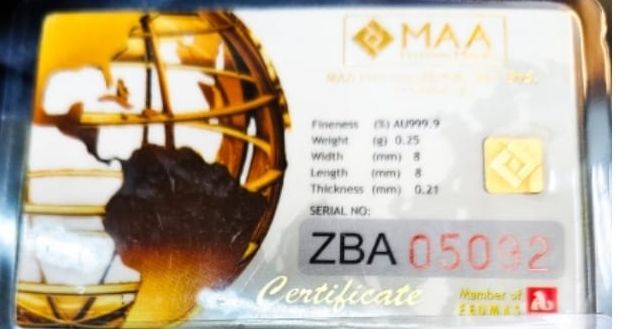 MAA
Fineness (%) AU999.9
Weight (g) 0.25
Width (mm) 8
Length (mm) 8
Thickness (mm) 0.21
SERIAL NO:
ZBA 05092
Certificate
Member of